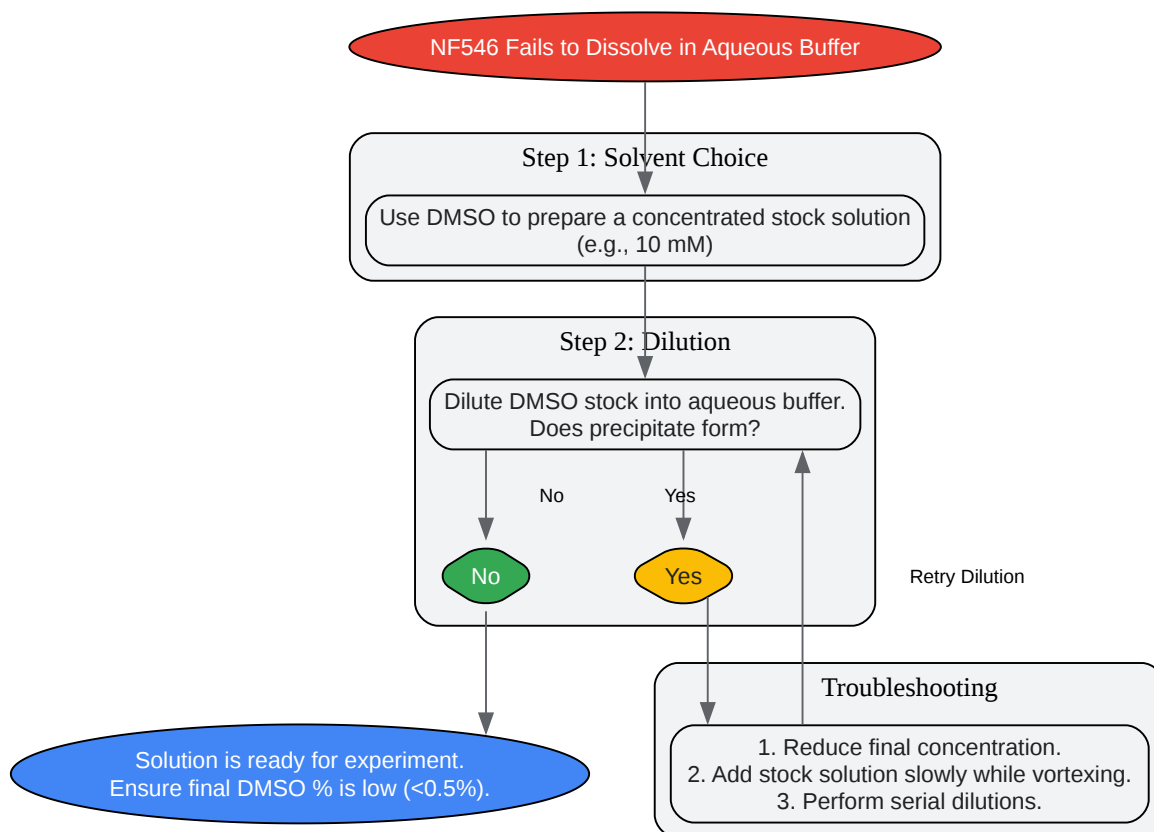 NF546 Fails to Dissolve in Aqueous Buffer
Step 1: Solvent Choice
Use DMSO to prepare a concentrated stock solution
(e.g., 10 mM)
Step 2: Dilution
Dilute DMSO stock into aqueous buffer.
Does precipitate form?
No
Yes
No
Yes
Retry Dilution
Troubleshooting
1. Reduce final concentration.
2. Add stock solution slowly while vortexing.
3. Perform serial dilutions.
Solution is ready for experiment.
Ensure final DMSO % is low (<0.5%).